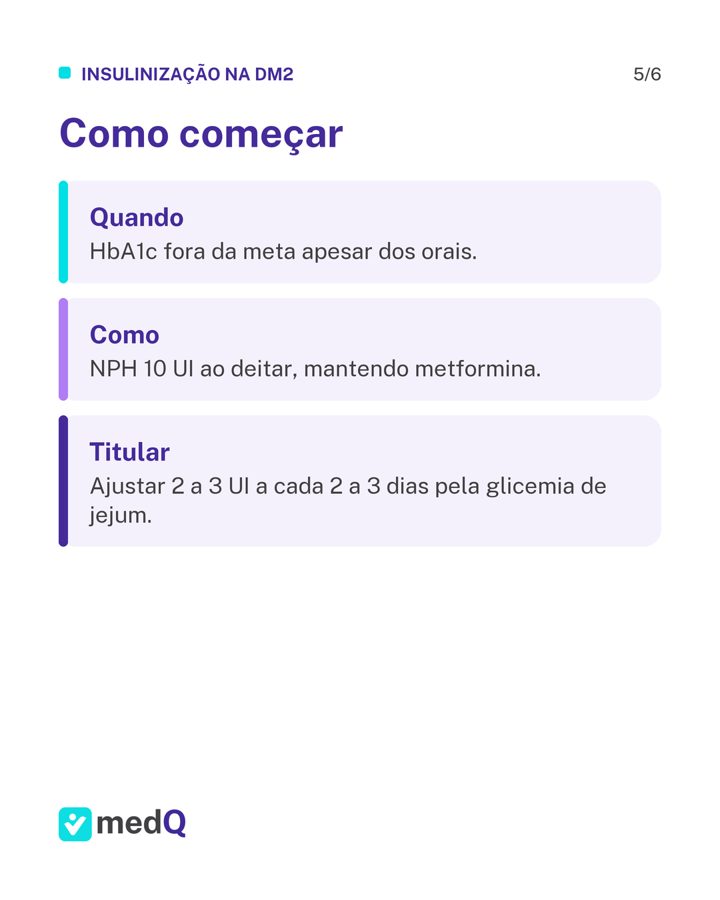 INSULINIZAÇÃO NA DM2
5/6
Como começar
Quando
HbA1c fora da meta apesar dos orais.
Como
NPH 10 UI ao deitar, mantendo metformina.
Titular
Ajustar 2 a 3 UI a cada 2 a 3 dias pela glicemia de
jejum.
medQ